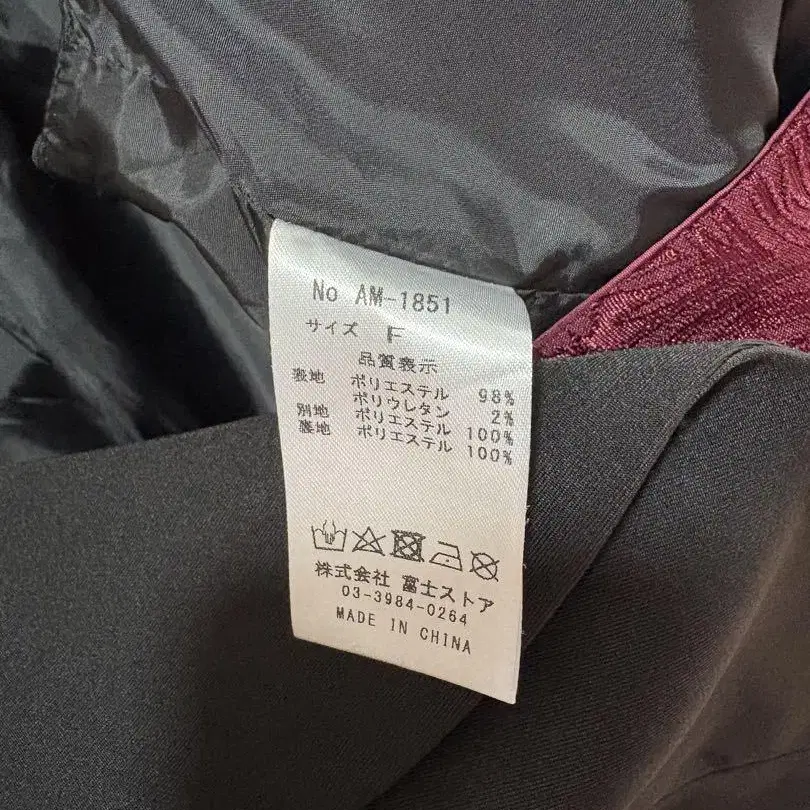 No AM-1851
サイズ F
品質表示
表地 ポリエステル 98%
ポリウレタン 2%
別地 ポリエステル 100%
裏地 ポリエステル 100%
株式会社 富士ストア
03-3984-0264
MADE IN CHINA